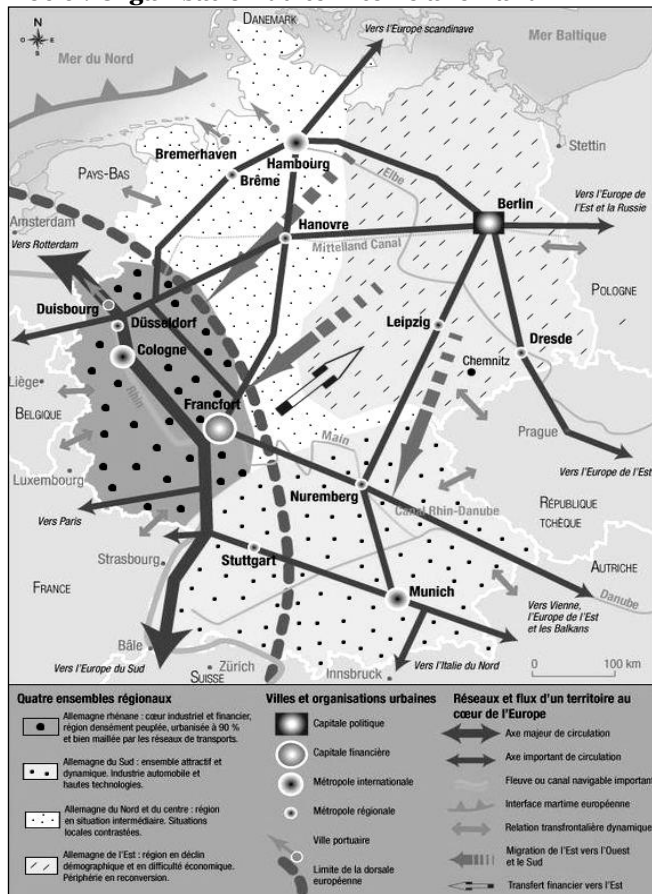 DANEMARK
Vers l'Europe scandinave
Mer Baltique
N
O
E
S
Mer du Nord
Bremerhaven
Hambourg
Stettin
PAYS-BAS
Brême
Elbe
Berlin
Vers l'Europe de
l'Est et la Russie
Amsterdam
Hanovre
Mittelland Canal
Vers Rotterdam
POLOGNE
Duisbourg
Düsseldorf
Leipzig
Dresde
Cologne
Chemnitz
Liège
Rhin
Francfort
BELGIQUE
Main
Prague
Luxembourg
Vers l'Europe de l'Est
Nuremberg
Canal Rhin-Danube
RÉPUBLIQUE
TCHÈQUE
Vers Paris
Strasbourg
Stuttgart
AUTRICHE
FRANCE
Munich
Danube
Vers Vienne,
l'Europe de l'Est
et les Balkans
Bâle
Vers l'Europe du Sud
Zürich
SUISSE
Innsbruck
Vers l'Italie du Nord
0 100 km
Quatre ensembles régionaux
Allemagne rhénane : cœur industriel et financier,
région densément peuplée, urbanisée à 90 %
et bien maillée par les réseaux de transports.
Allemagne du Sud : ensemble attractif et
dynamique. Industrie automobile et
hautes technologies.
Allemagne du Nord et du centre : région
en situation intermédiaire. Situations
locales contrastées.
Allemagne de l'Est : région en déclin
démographique et en difficulté économique.
Périphérie en reconversion.
Villes et organisations urbaines
Capitale politique
Capitale financière
Métropole internationale
Métropole régionale
Ville portuaire
Limite de la dorsale
européenne
Réseaux et flux d'un territoire au
cœur de l'Europe
Axe majeur de circulation
Axe important de circulation
Fleuve ou canal navigable important
Interface martime européenne
Relation transfrontalière dynamique
Migration de l'Est vers l'Ouest
et le Sud
Transfert financier vers l'Est